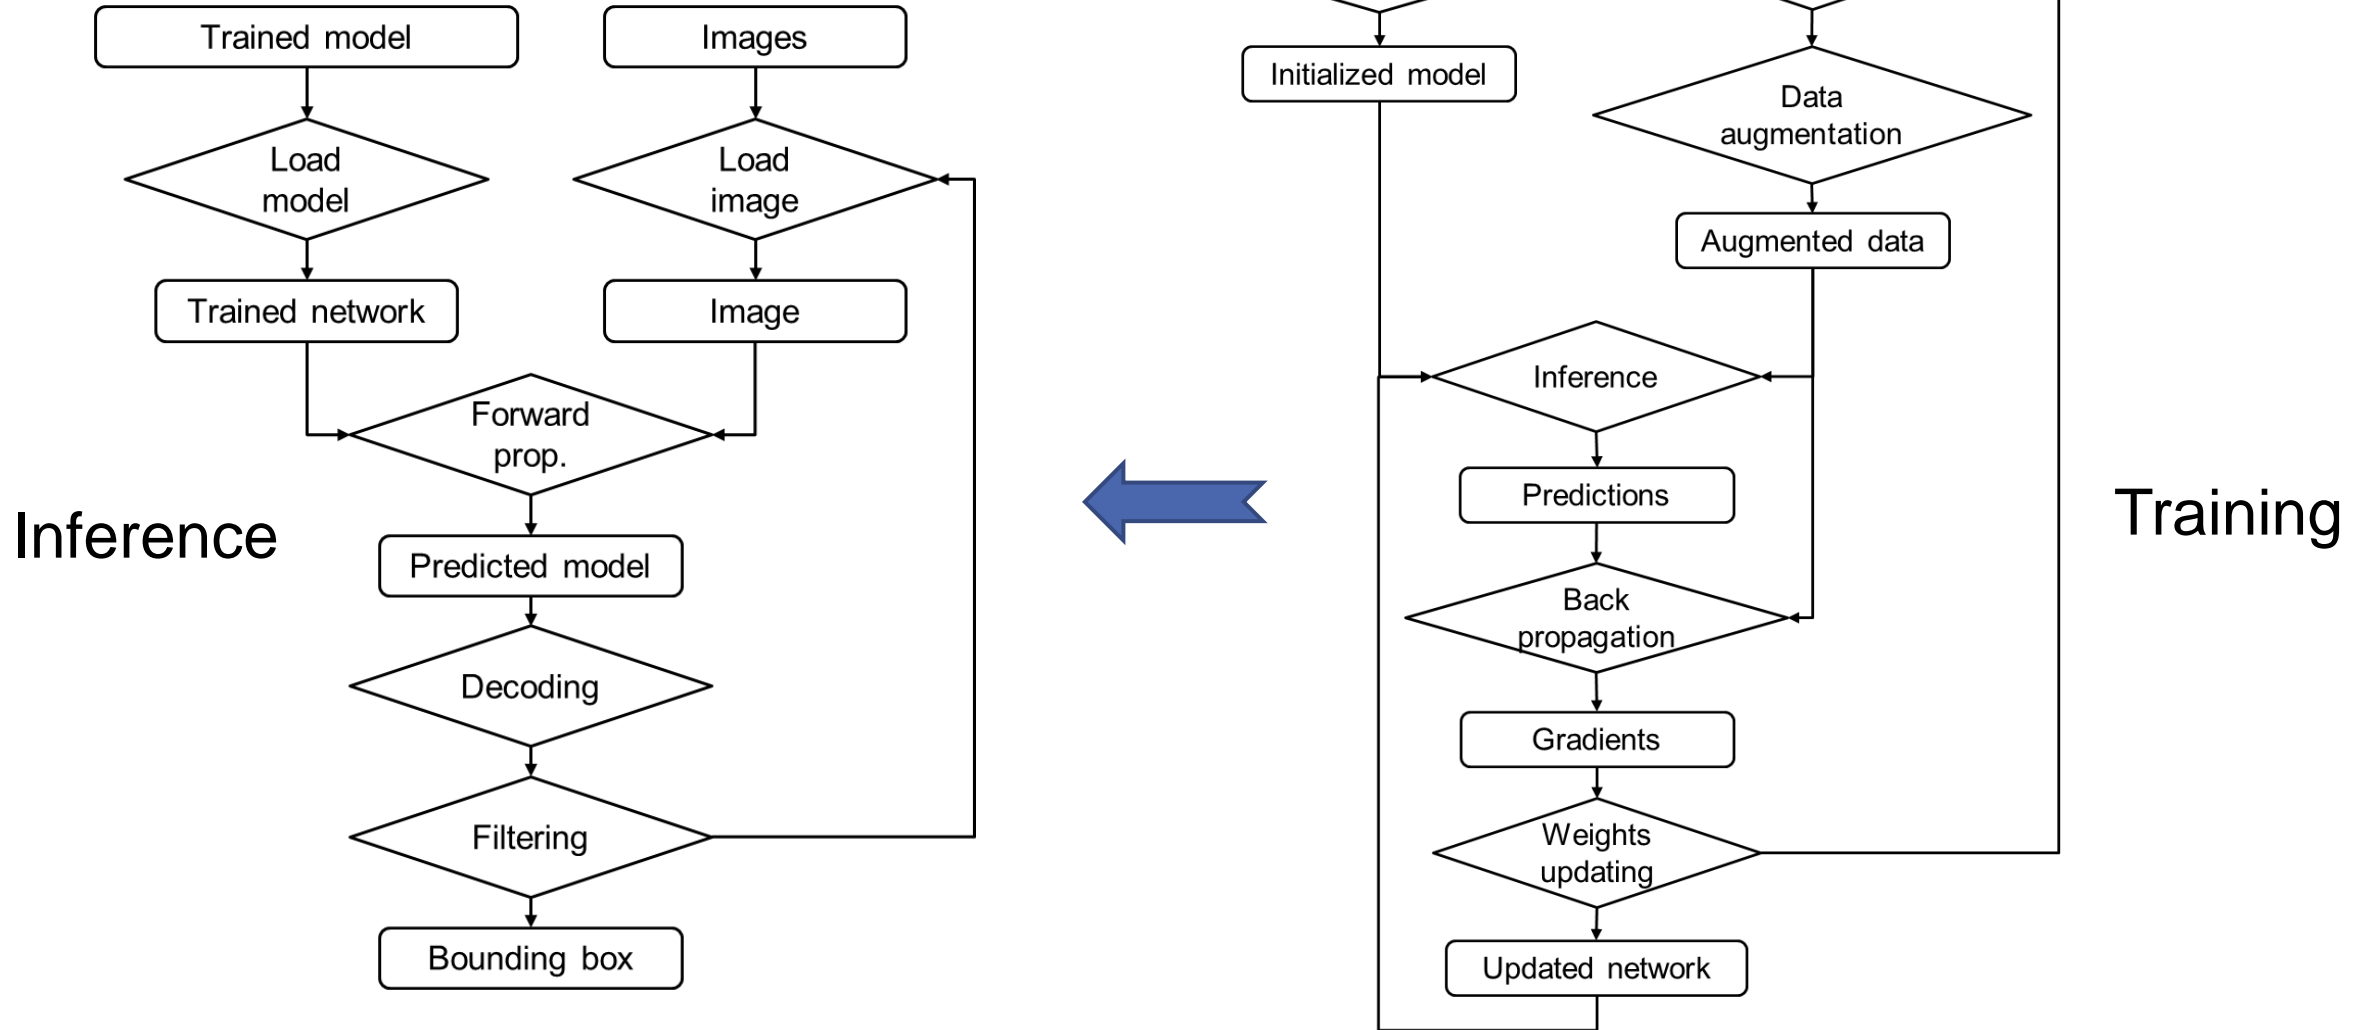 Trained model
Images
Load
model
Load
image
Trained network
Image
Forward
prop.
Inference
Predicted model
Decoding
Filtering
Bounding box
Initialized model
Data
augmentation
Augmented data
Inference
Predictions
Back
propagation
Gradients
Weights
updating
Updated network
Training